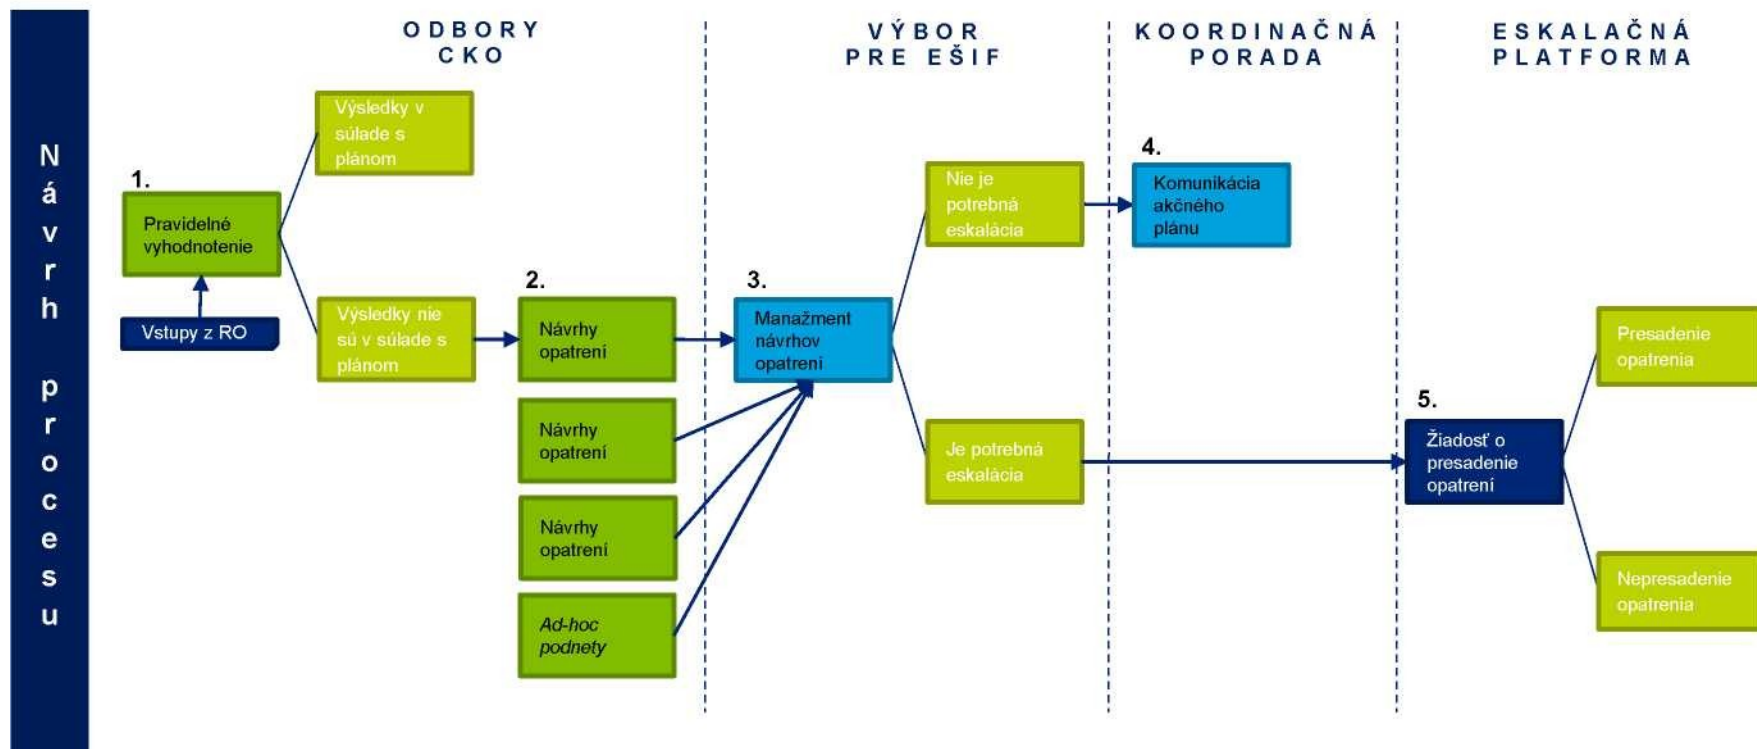 Návrh procesu
ODBORY
CKO
VÝBOR
PRE EŠIF
KOORDINAČNÁ
PORADA
ESKALAČNÁ
PLATFORMA
1.
Pravidelné
vyhodnotenie
Vstupy z RO
Výsledky v
súlade s
plánom
Výsledky nie
sú v súlade s
plánom
2.
Návrhy
opatrení
Návrhy
opatrení
Návrhy
opatrení
Ad-hoc
podnety
3.
Manažment
návrhov
opatrení
Nie je
potrebná
eskalácia
Je potrebná
eskalácia
4.
Komunikácia
akčného
plánu
5.
Žiadosť o
presadenie
opatrení
Presadenie
opatrenia
Nepresadenie
opatrenia